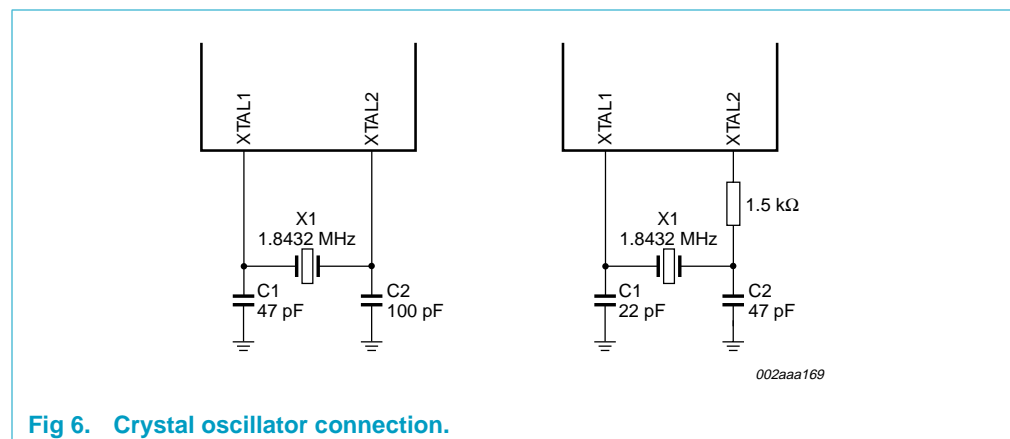 XTAL1
XTAL2
X1
1.8432 MHz
C1
47 pF
C2
100 pF
XTAL1
XTAL2
1.5 kΩ
X1
1.8432 MHz
C1
22 pF
C2
47 pF
002aaa169
Fig 6. Crystal oscillator connection.